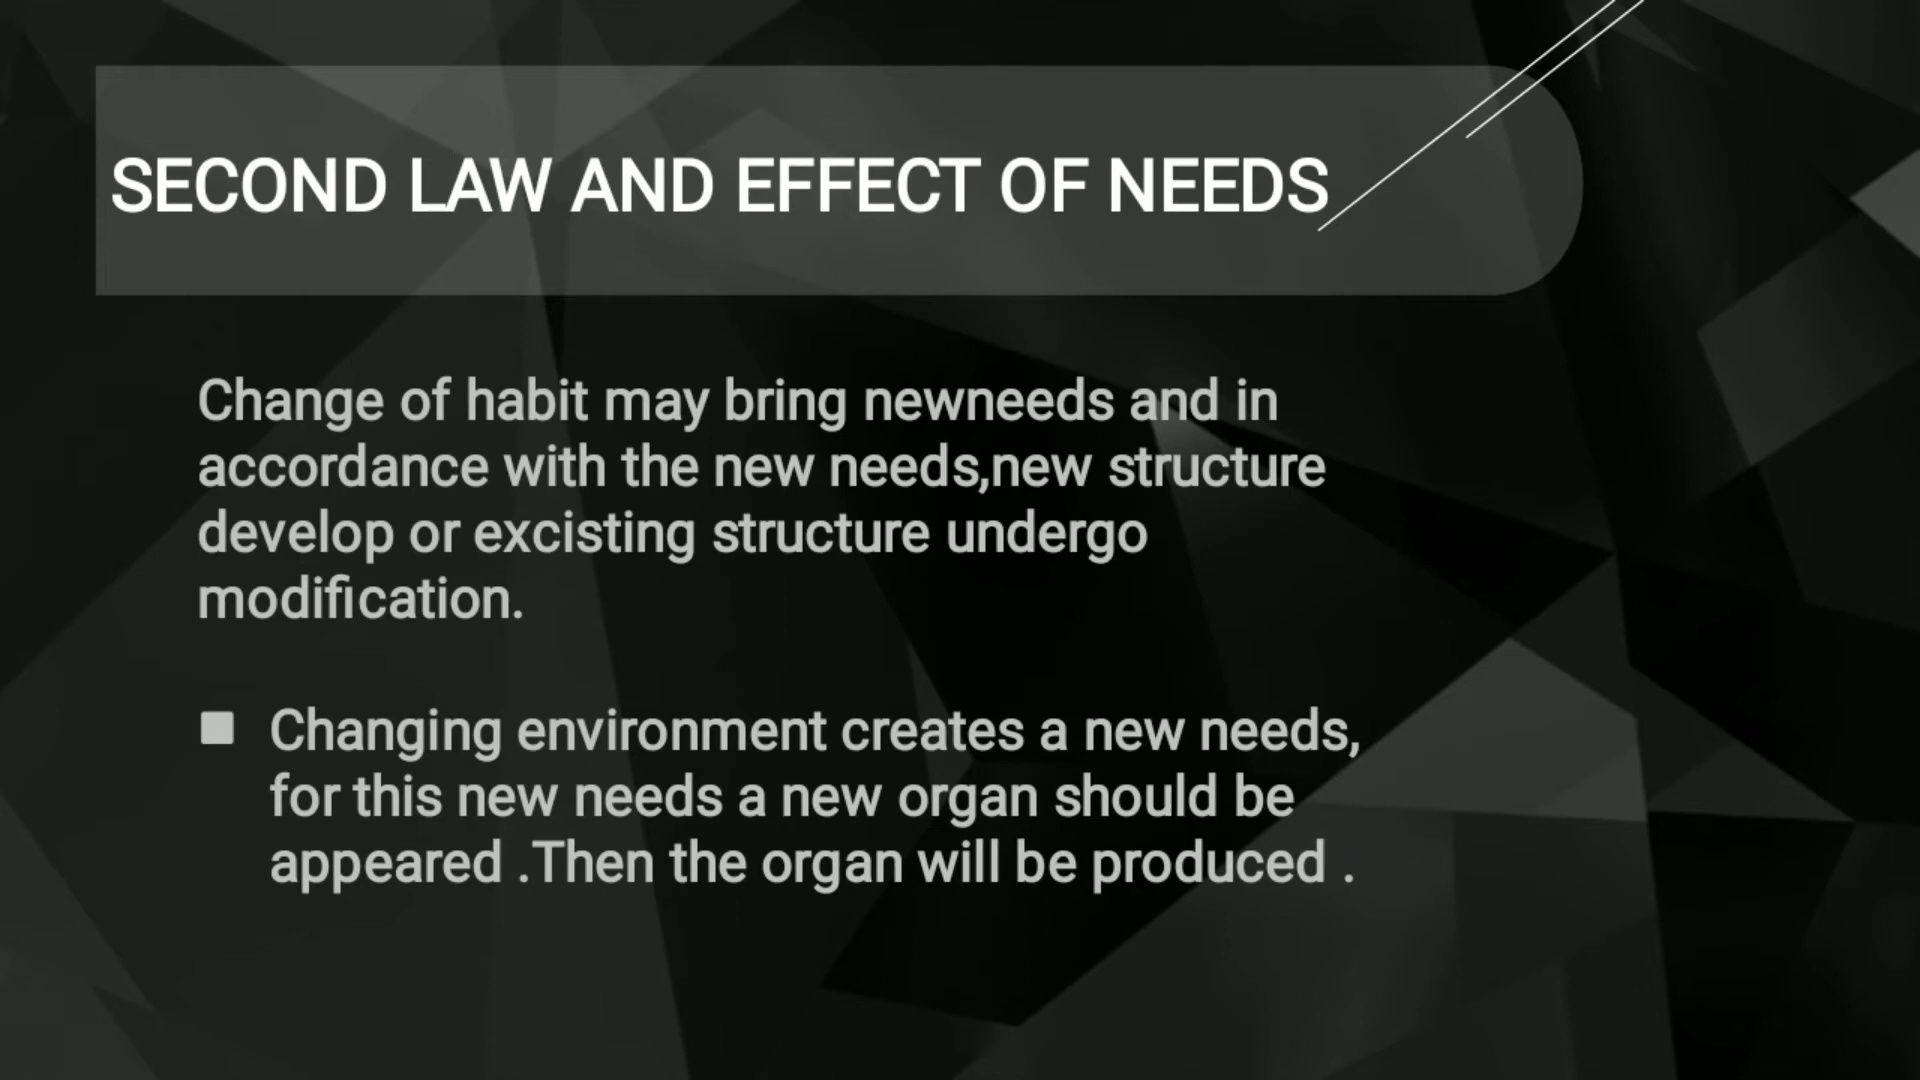 SECOND LAW AND EFFECT OF NEEDS
Change of habit may bring newneeds and in
accordance with the new needs,new structure
develop or excisting structure undergo
modification.
Changing environment creates a new needs,
for this new needs a new organ should be
appeared .Then the organ will be produced .